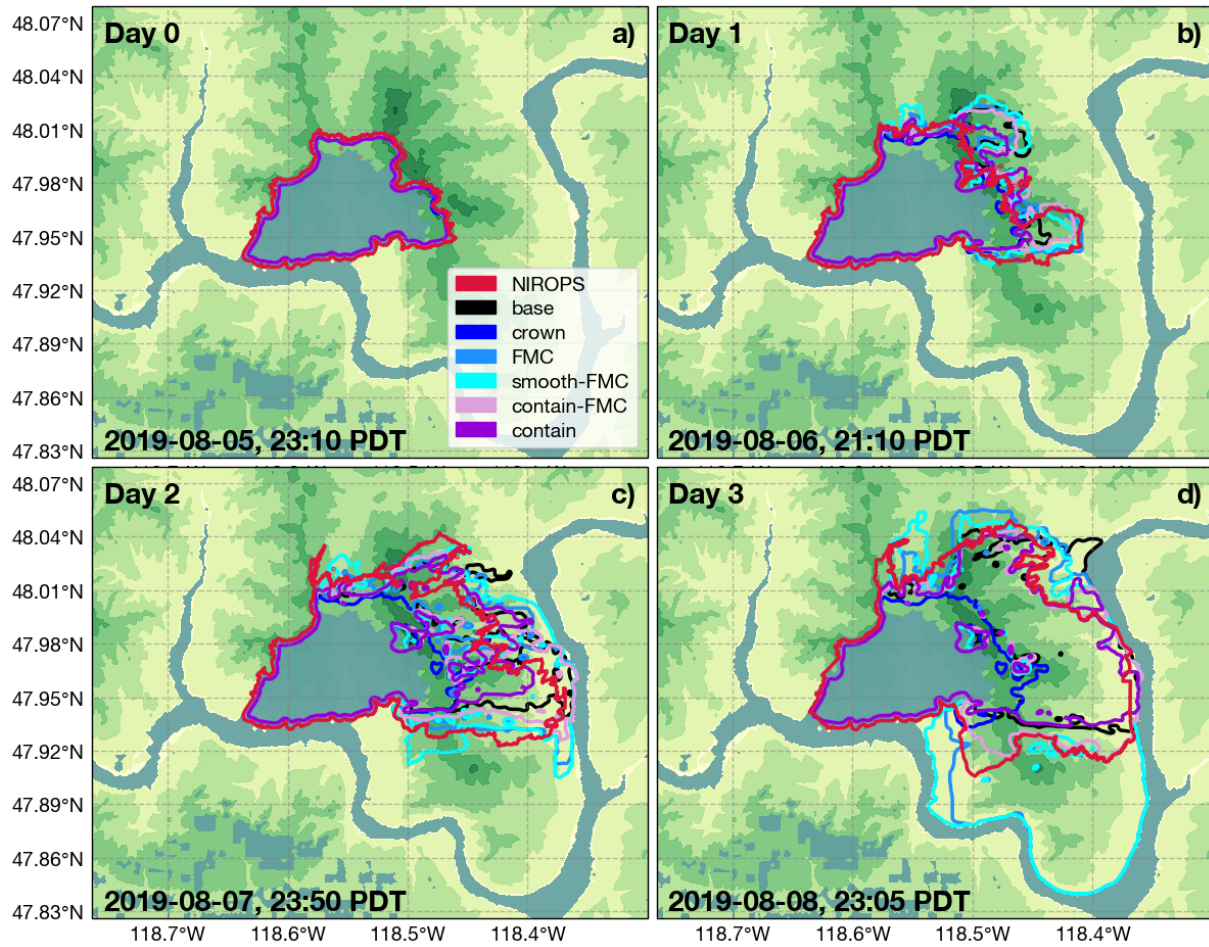 Day 0
a)
Day 1
b)
48.07°N
48.04°N
48.01°N
47.98°N
47.95°N
47.92°N
47.89°N
47.86°N
47.83°N
NIROPS
base
crown
FMC
smooth-FMC
contain-FMC
contain
2019-08-05, 23:10 PDT
2019-08-06, 21:10 PDT
Day 2
c)
Day 3
d)
48.07°N
48.04°N
48.01°N
47.98°N
47.95°N
47.92°N
47.89°N
47.86°N
47.83°N
2019-08-07, 23:50 PDT
2019-08-08, 23:05 PDT
118.7°W
118.6°W
118.5°W
118.4°W
118.7°W
118.6°W
118.5°W
118.4°W